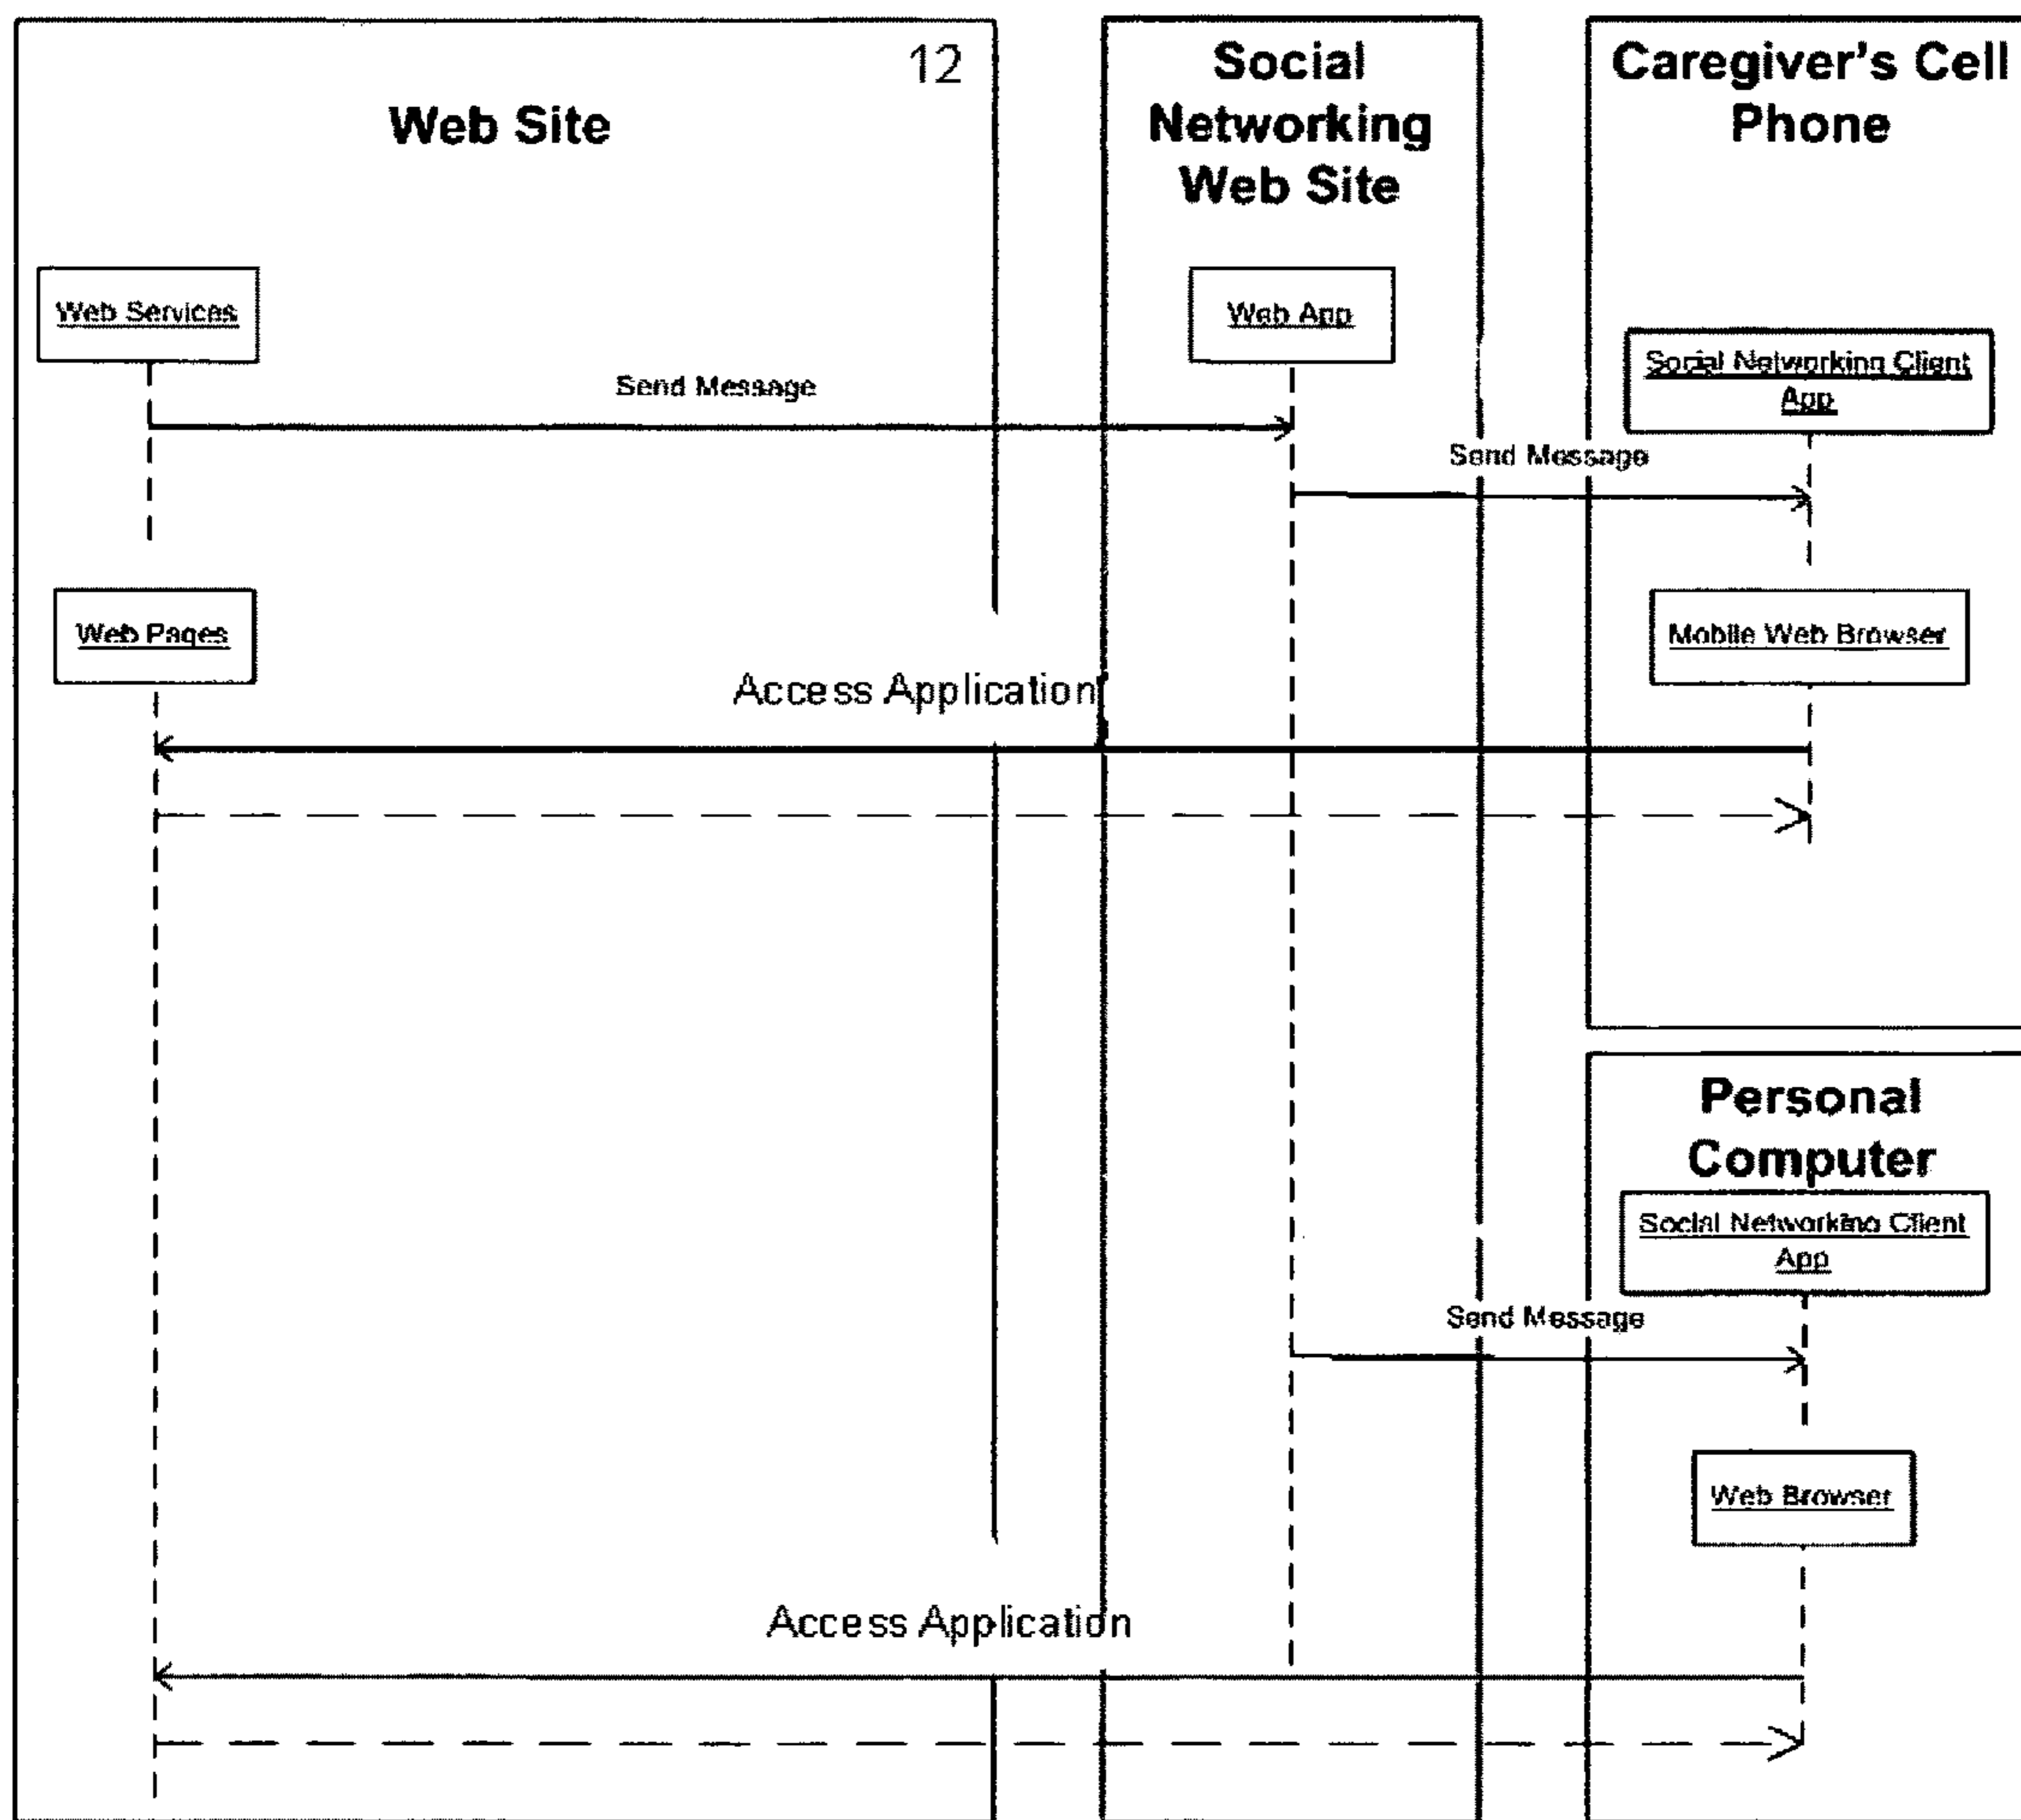 12
Web Site
Social
Networking
Web Site
Caregiver's Cell
Phone
Web Services
Web App
Social Networking Client
App
Send Message
Send Message
Web Pages
Mobile Web Browser
Access Application
Personal
Computer
Social Networking Client
App
Send Message
Web Browser
Access Application